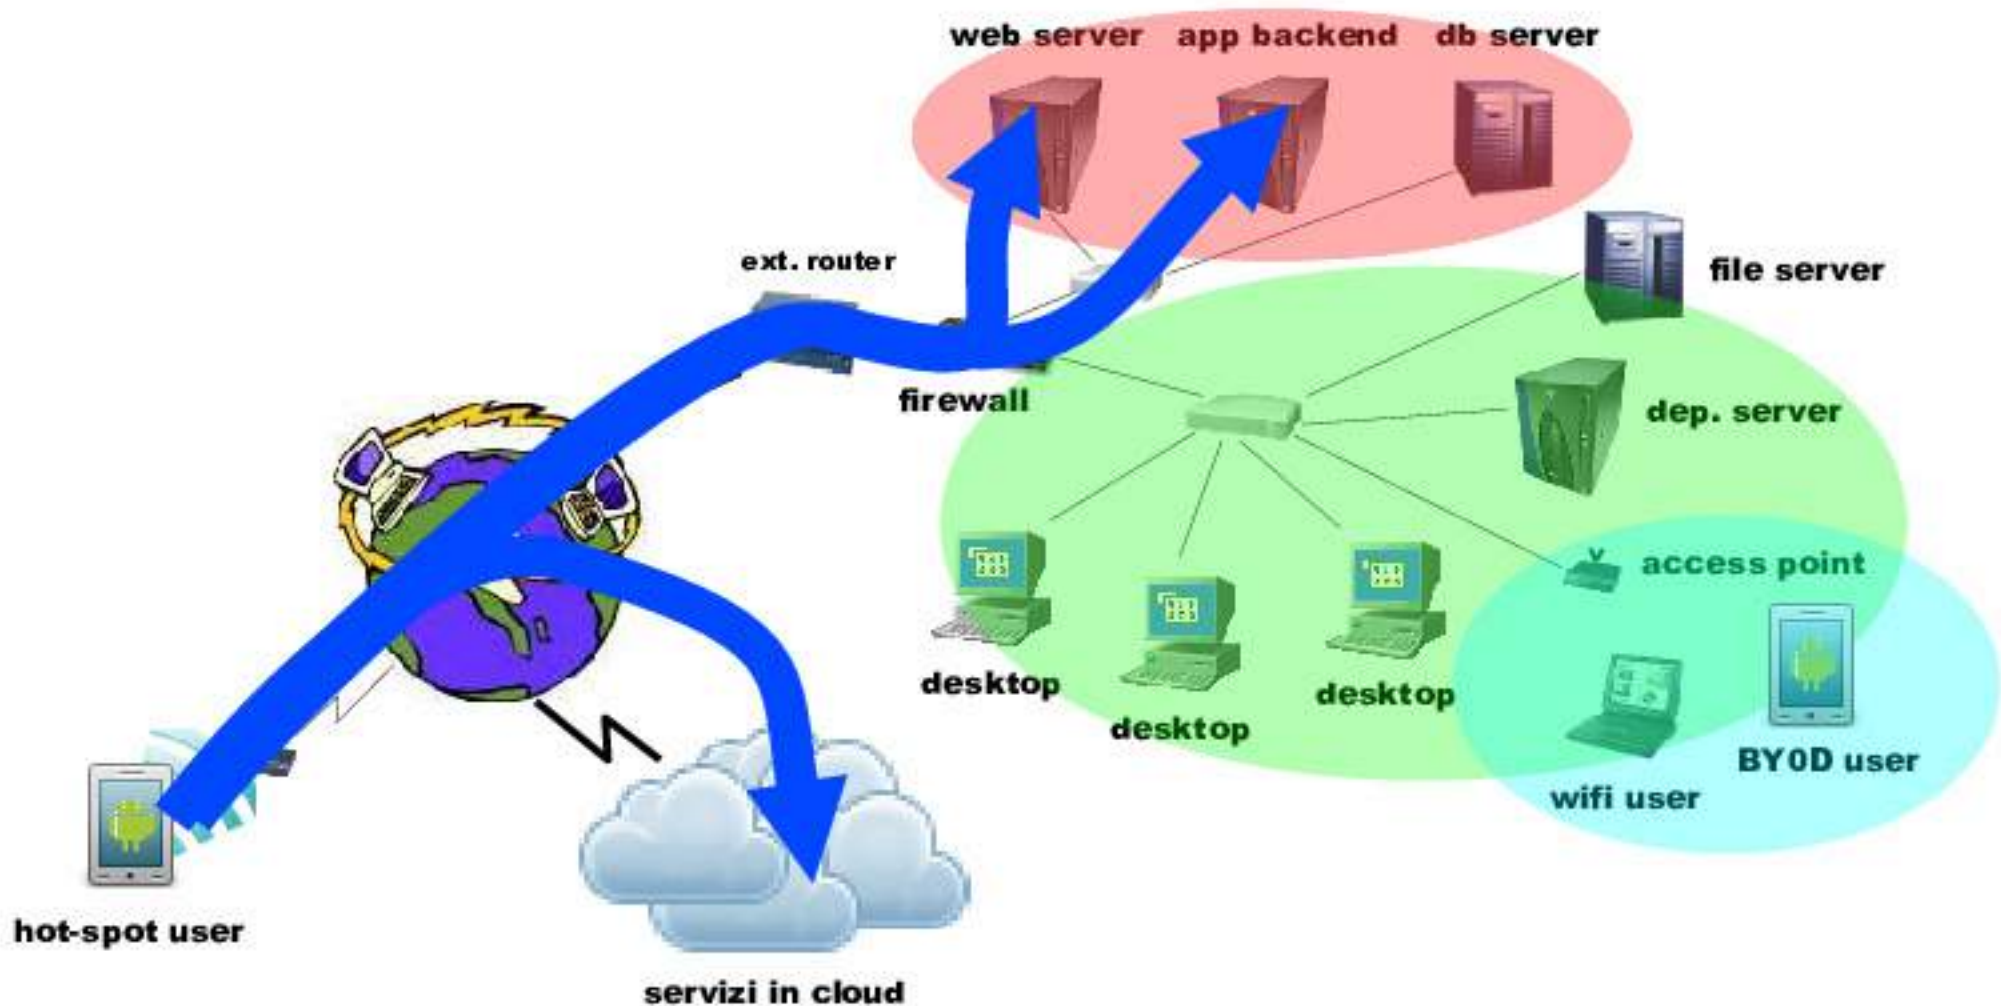 web server
app backend
db server
ext. router
file server
firewall
dep. server
access point
desktop
desktop
desktop
BY0D user
wifi user
hot-spot user
servizi in cloud